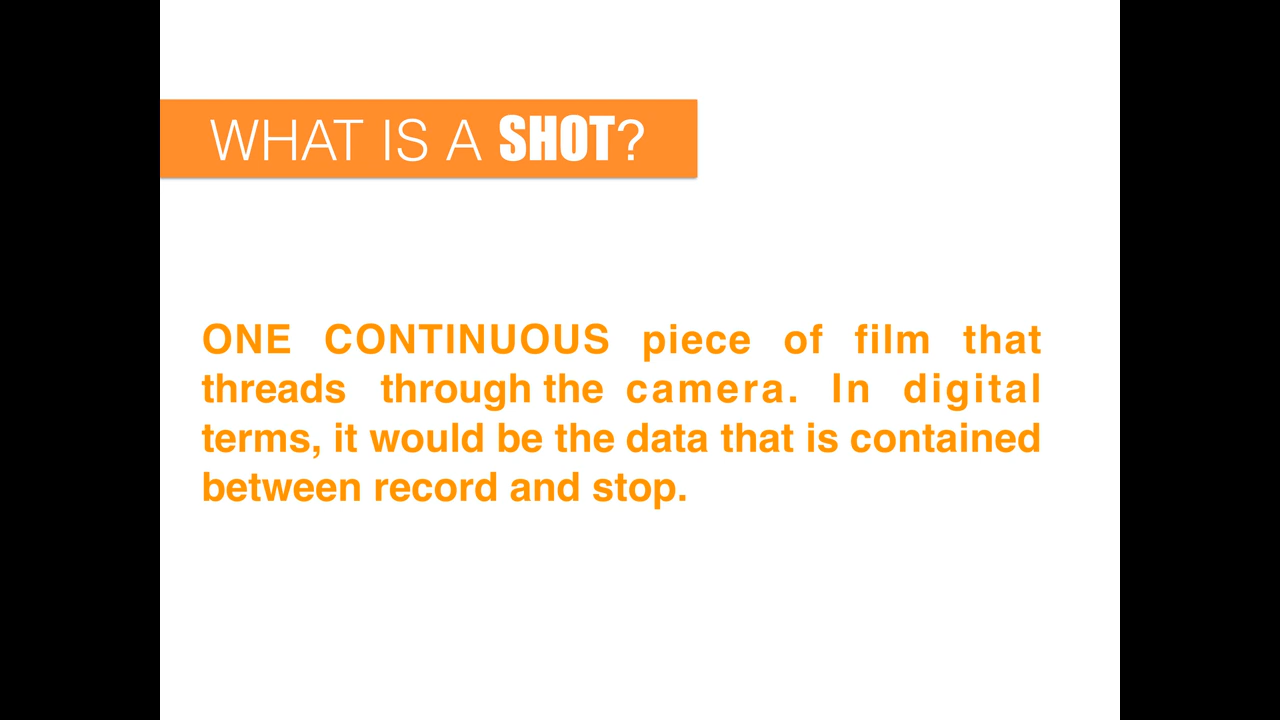 WHAT IS A SHOT?
ONE CONTINUOUS piece of film that
threads through the camera. In digital
terms, it would be the data that is contained
between record and stop.